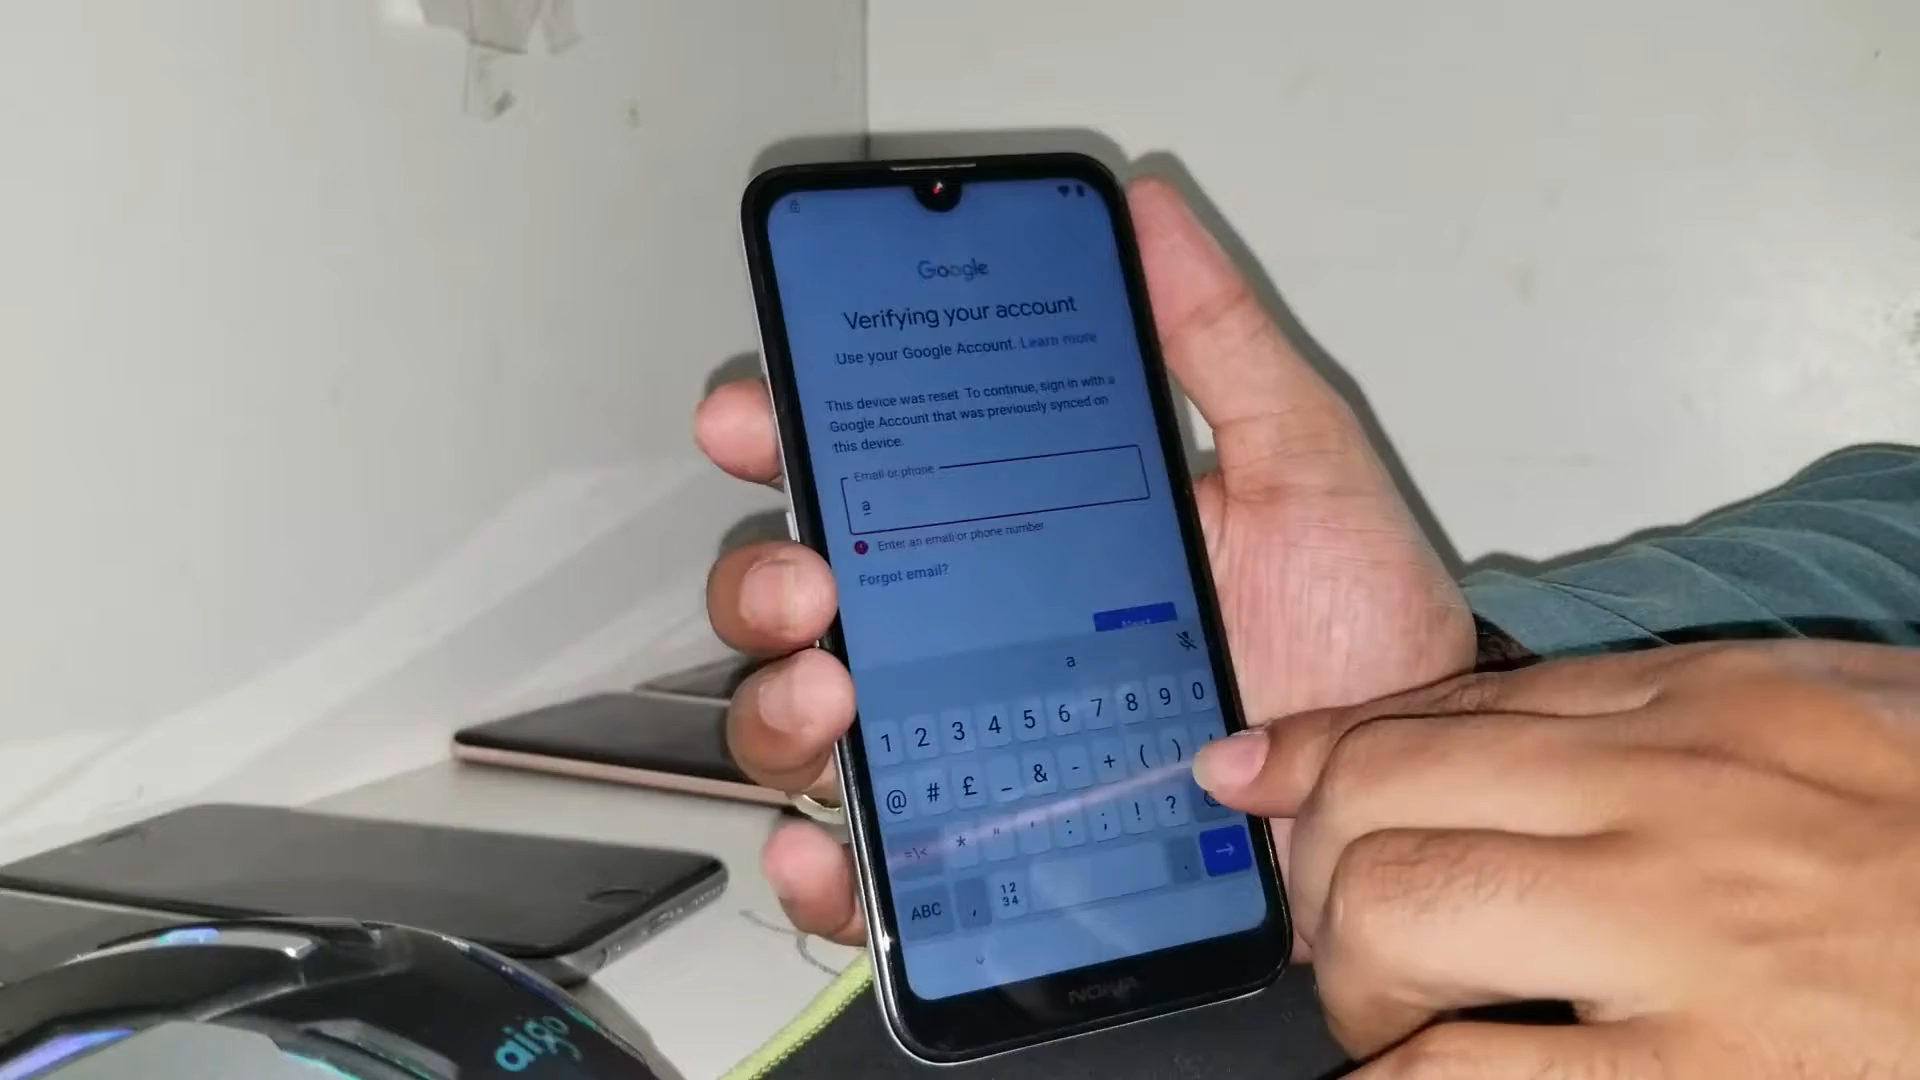 Google
Verifying your account
Use your Google Account. Learn more
This device was reset. To continue, sign in with a
Google Account that was previously synced on
this device.
Email or phone
a
Enter an email or phone number
Forgot email?
Next
a
1 2 3 4 5 6 7 8 9 0
@ # £ _ & - + ( )
=\< * " ' : ; ! ?
ABC , 12 34 .
NOKIA
aigo